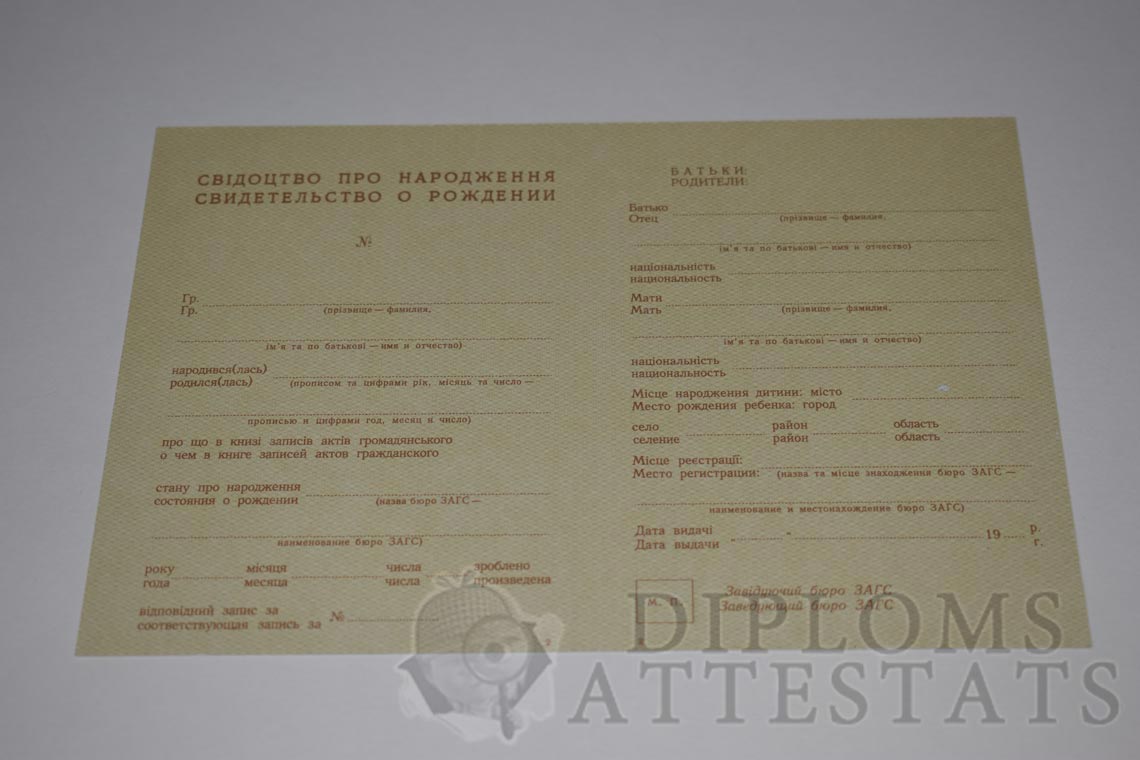 СВІДОЦТВО ПРО НАРОДЖЕННЯ
СВИДЕТЕЛЬСТВО О РОЖДЕНИИ
№
Гр.
Гр.
(прізвище — фамилия,
ім'я та по батькові — имя и отчество)
народився(лась)
родился(лась)
(прописом та цифрами рік, місяць та число —
прописью и цифрами год, месяц и число)
про що в книзі записів актів громадянського
о чем в книге записей актов гражданского
стану про народження
состояния о рождении
(назва бюро ЗАГС —
наименование бюро ЗАГС)
року місяця числа зроблено
года месяца числа произведена
відповідний запис за
соответствующая запись за №
2
БАТЬКИ:
РОДИТЕЛИ:
Батько
Отец
(прізвище — фамилия,
ім'я та по батькові — имя и отчество)
національність
национальность
Мати
Мать
(прізвище — фамилия,
ім'я та по батькові — имя и отчество)
національність
национальность
Місце народження дитини: місто
Место рождения ребенка: город
село район область
селение район область
Місце реєстрації:
Место регистрации: (назва та місце знаходження бюро ЗАГС —
наименование и местонахождение бюро ЗАГС)
Дата видачі " " 19 р.
Дата выдачи г.
М. П.
Завідуючий бюро ЗАГС
Заведующий бюро ЗАГС
DIPLOMS
ATTESTATS